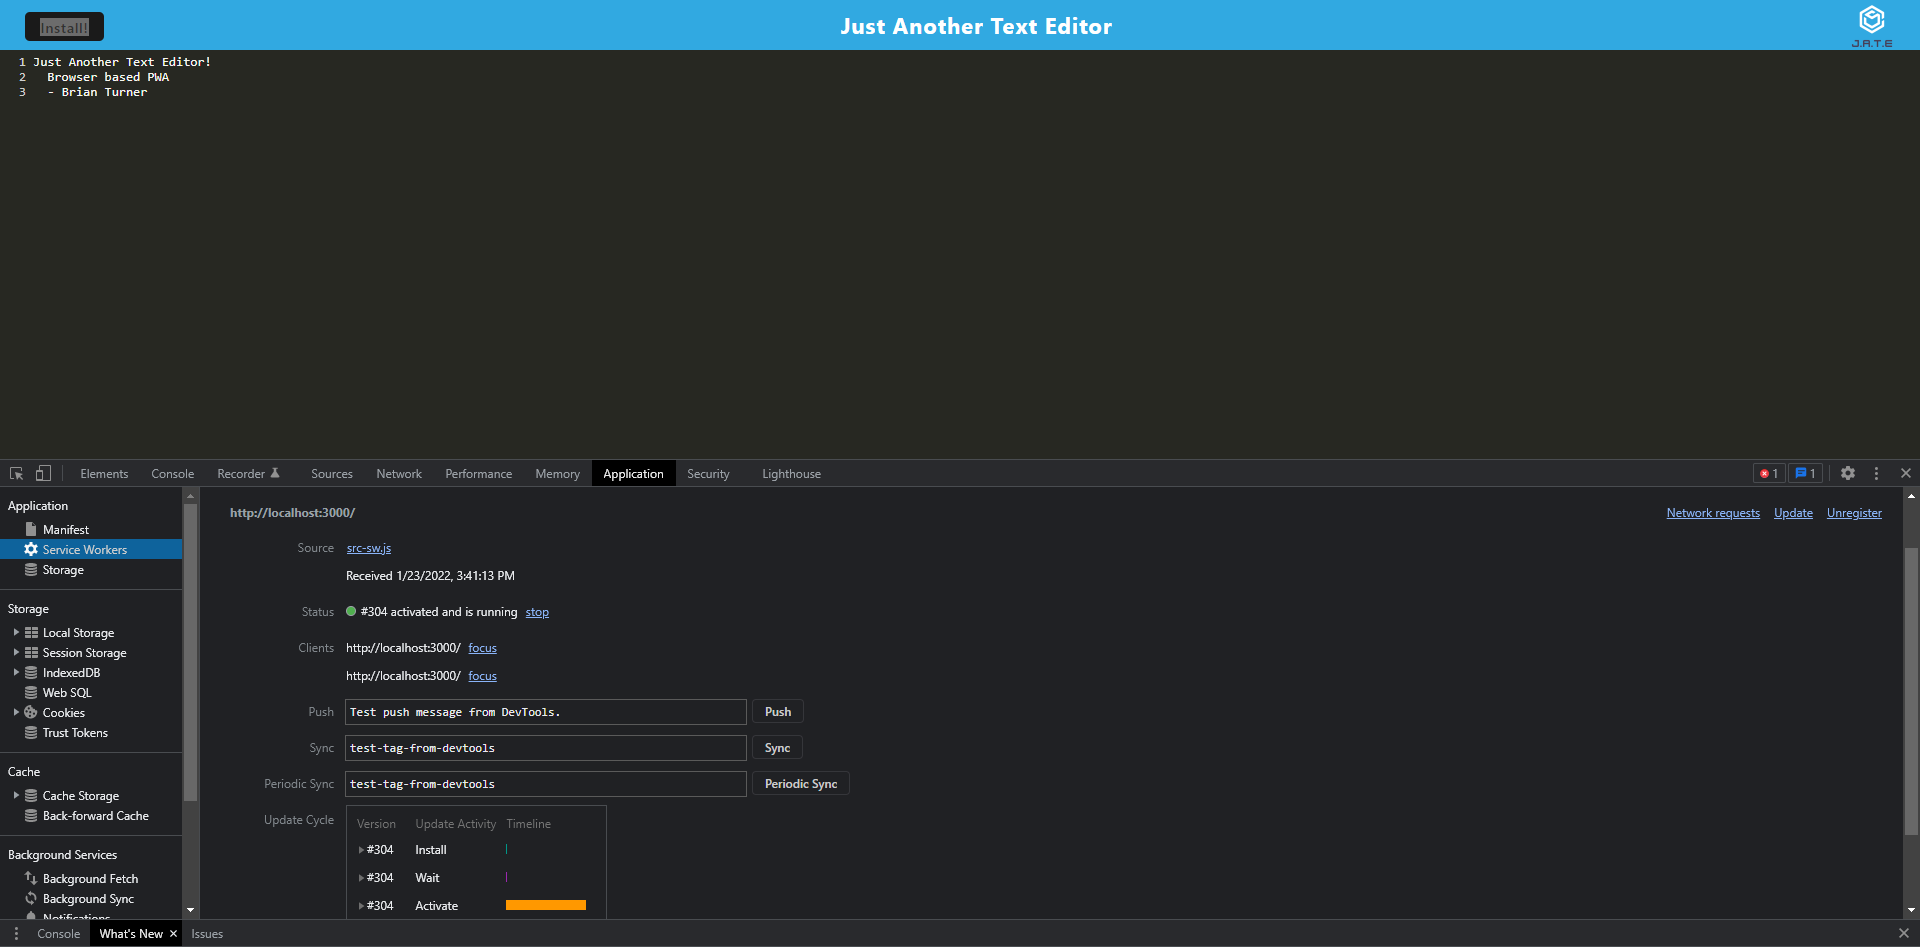 Install!
Just Another Text Editor
J.A.T.E
1 Just Another Text Editor!
2 Browser based PWA
3 - Brian Turner
Elements Console Recorder Sources Network Performance Memory Application Security Lighthouse 1 1
Application
Manifest
Service Workers
Storage
Storage
Local Storage
Session Storage
IndexedDB
Web SQL
Cookies
Trust Tokens
Cache
Cache Storage
Back-forward Cache
Background Services
Background Fetch
Background Sync
Notifications
http://localhost:3000/ Network requests Update Unregister
Source src-sw.js
Received 1/23/2022, 3:41:13 PM
Status #304 activated and is running stop
Clients http://localhost:3000/ focus
http://localhost:3000/ focus
Push Test push message from DevTools. Push
Sync test-tag-from-devtools Sync
Periodic Sync test-tag-from-devtools Periodic Sync
Update Cycle Version Update Activity Timeline
#304 Install
#304 Wait
#304 Activate
Console What's New Issues